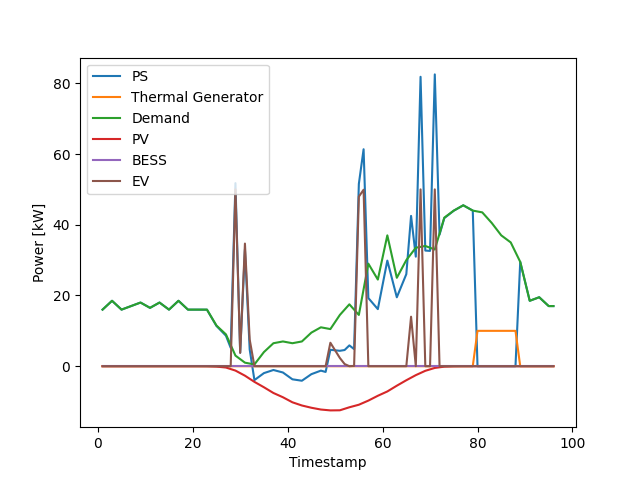 PS
Thermal Generator
Demand
PV
BESS
EV
Power [kW]
80
60
40
20
0
0 20 40 60 80 100
Timestamp